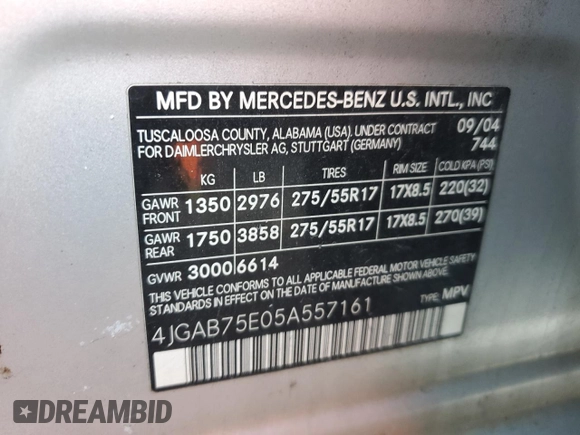 MFD BY MERCEDES-BENZ U.S. INTL., INC
TUSCALOOSA COUNTY, ALABAMA (USA). UNDER CONTRACT 09/04
FOR DAIMLERCHRYSLER AG, STUTTGART (GERMANY) 744
KG LB TIRES RIM SIZE COLD KPA (PSI)
GAWR FRONT 1350 2976 275/55R17 17X8.5 220(32)
GAWR REAR 1750 3858 275/55R17 17X8.5 270(39)
GVWR 3000 6614
THIS VEHICLE CONFORMS TO ALL APPLICABLE FEDERAL MOTOR VEHICLE SAFETY
STANDARDS IN EFFECT ON THE DATE OF MANUFACTURE SHOWN ABOVE.
4JGAB75E05A557161 TYPE: MPV
DREAMBID